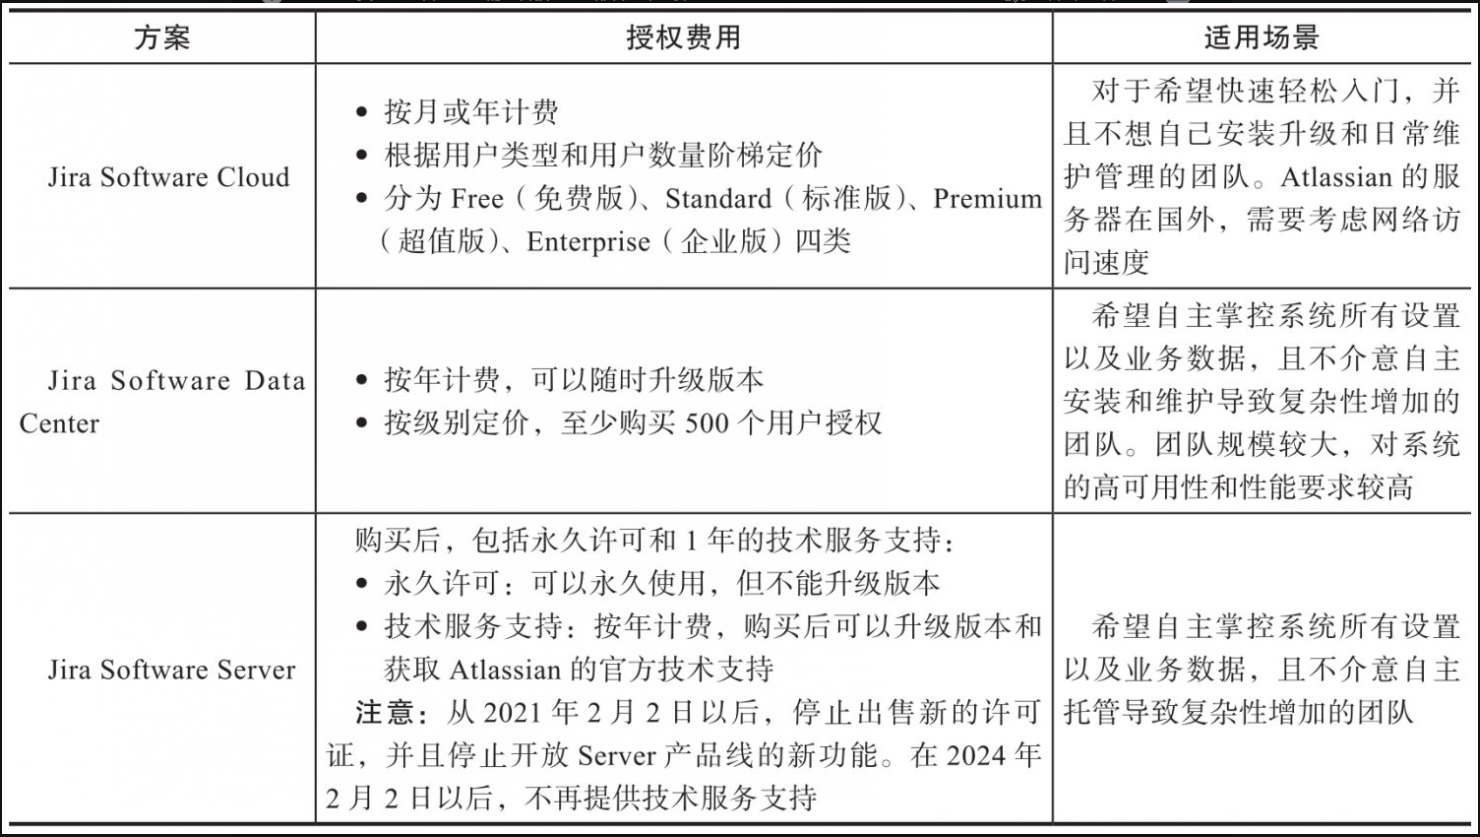 方案
授权费用
适用场景
Jira Software Cloud
• 按月或年计费
• 根据用户类型和用户数量阶梯定价
• 分为 Free（免费版）、Standard（标准版）、Premium
（超值版）、Enterprise（企业版）四类
对于希望快速轻松入门，并
且不想自己安装升级和日常维
护管理的团队。Atlassian 的服
务器在国外，需要考虑网络访
问速度
Jira Software Data
Center
• 按年计费，可以随时升级版本
• 按级别定价，至少购买 500 个用户授权
希望自主掌控系统所有设置
以及业务数据，且不介意自主
安装和维护导致复杂性增加的
团队。团队规模较大，对系统
的高可用性和性能要求较高
Jira Software Server
购买后，包括永久许可和 1 年的技术服务支持：
• 永久许可：可以永久使用，但不能升级版本
• 技术服务支持：按年计费，购买后可以升级版本和
获取 Atlassian 的官方技术支持
注意：从 2021 年 2 月 2 日以后，停止出售新的许可
证，并且停止开放 Server 产品线的新功能。在 2024 年
2 月 2 日以后，不再提供技术服务支持
希望自主掌控系统所有设置
以及业务数据，且不介意自主
托管导致复杂性增加的团队